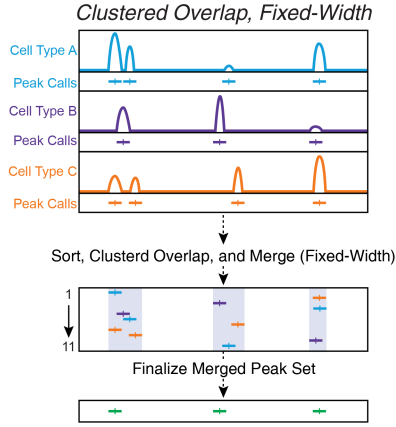 Clustered Overlap, Fixed-Width
Cell Type A
Peak Calls
Cell Type B
Peak Calls
Cell Type C
Peak Calls
Sort, Clusterd Overlap, and Merge (Fixed-Width)
1
11
Finalize Merged Peak Set